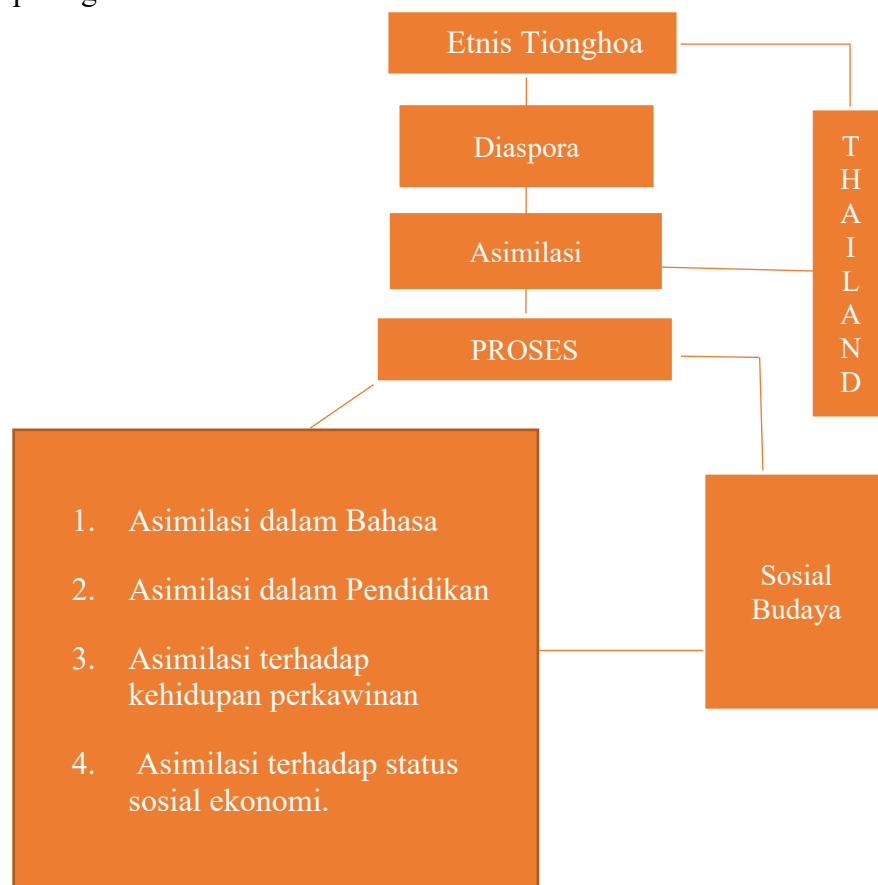 Etnis Tionghoa
Diaspora
Asimilasi
PROSES
T
H
A
I
L
A
N
D
1. Asimilasi dalam Bahasa
2. Asimilasi dalam Pendidikan
3. Asimilasi terhadap
kehidupan perkawinan
4. Asimilasi terhadap status
sosial ekonomi.
Sosial
Budaya